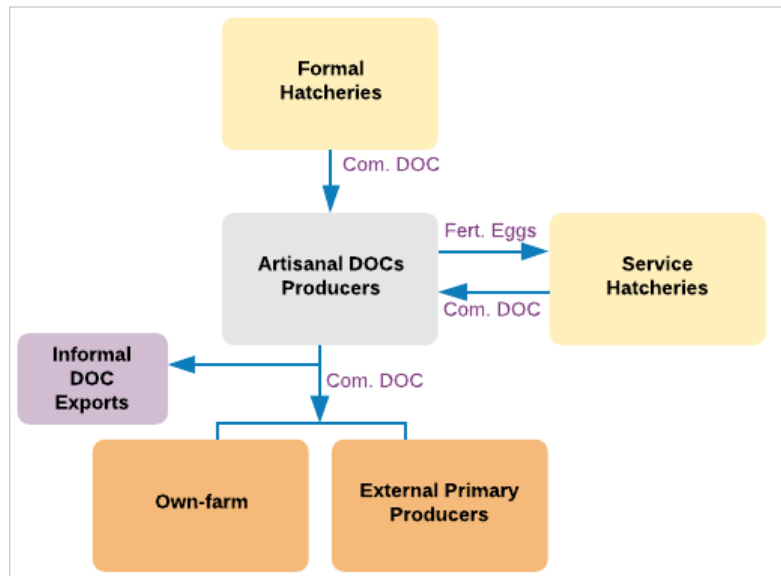 Formal
Hatcheries
Com. DOC
Artisanal DOCs
Producers
Fert. Eggs
Com. DOC
Service
Hatcheries
Informal
DOC
Exports
Com. DOC
Own-farm
External Primary
Producers